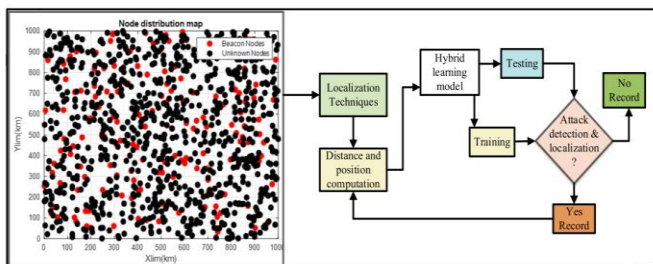 Node distribution map
1000
900
800
700
600
500
400
300
200
100
0
Ylim(km)
0 100 200 300 400 500 600 700 800 900 1000
Xlim(km)
Beacon Nodes
Unknown Nodes
Localization
Techniques
Distance and
position
computation
Hybrid
learning
model
Testing
Training
Attack
detection &
localization
?
No
Record
Yes
Record